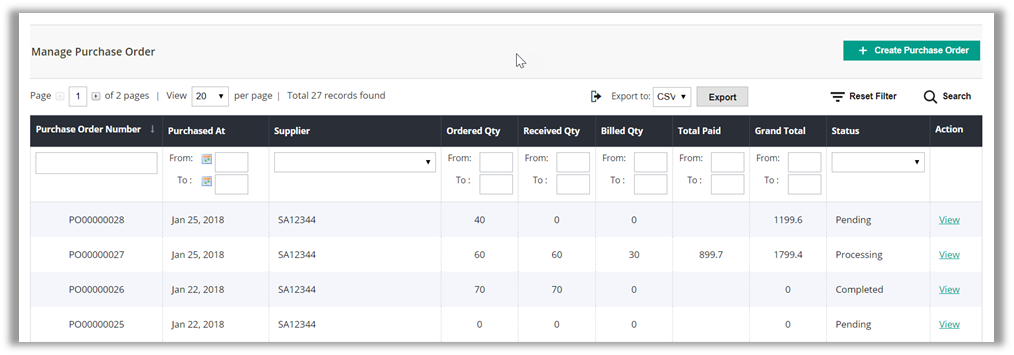 Manage Purchase Order
+ Create Purchase Order
Page 1 of 2 pages | View 20 per page | Total 27 records found
Export to: CSV Export
Reset Filter
Search
Purchase Order Number ↓ Purchased At Supplier Ordered Qty Received Qty Billed Qty Total Paid Grand Total Status Action
From: From: From: From: From: From:
To : To : To : To : To : To :
PO00000028 Jan 25, 2018 SA12344 40 0 0 1199.6 Pending View
PO00000027 Jan 25, 2018 SA12344 60 60 30 899.7 1799.4 Processing View
PO00000026 Jan 22, 2018 SA12344 70 70 0 0 Completed View
PO00000025 Jan 22, 2018 SA12344 0 0 0 0 Pending View